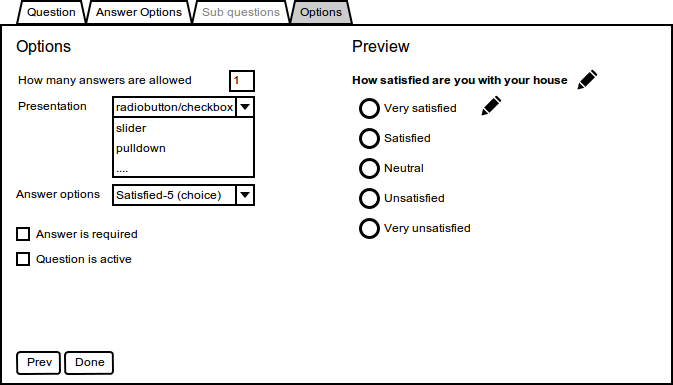 Question Answer Options Sub questions Options
Options
How many answers are allowed 1
Presentation radiobutton/checkbox
slider
pulldown
....
Answer options Satisfied-5 (choice)
Answer is required
Question is active
Prev Done
Preview
How satisfied are you with your house
Very satisfied
Satisfied
Neutral
Unsatisfied
Very unsatisfied